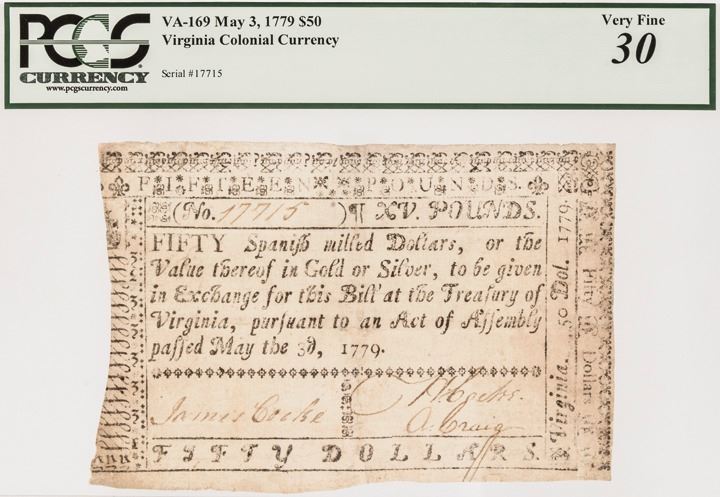 PCGS
CURRENCY
www.pcgscurrency.com
VA-169 May 3, 1779 $50
Virginia Colonial Currency
Serial #17715
Very Fine
30
FIFTEEN POUNDS.
(No. 17715 )¶ XV. POUNDS.
FIFTY Spaniſh milled Dollars, or the
Value thereof in Gold or Silver, to be given
in Exchange for this Bill at the Treaſury of
Virginia, purſuant to an Act of Aſſembly
paſſed May the 3d, 1779.
James Cocke
A. Craig
FIFTY DOLLARS.
Virginia. 50 Dol. 1779.
Fifty Dollars